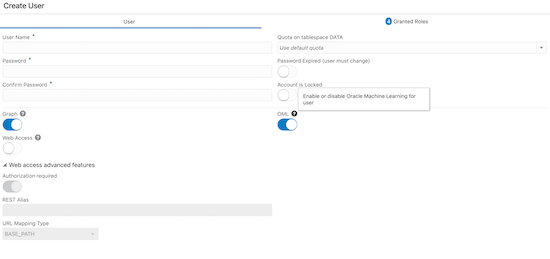 Create User
User
4 Granted Roles
User Name *
Quota on tablespace DATA
Use default quota
Password *
Password Expired (user must change)
Confirm Password *
Account is Locked
Enable or disable Oracle Machine Learning for
user
Graph ?
OML ?
Web Access ?
Web access advanced features
Authorization required
REST Alias
URL Mapping Type
BASE_PATH